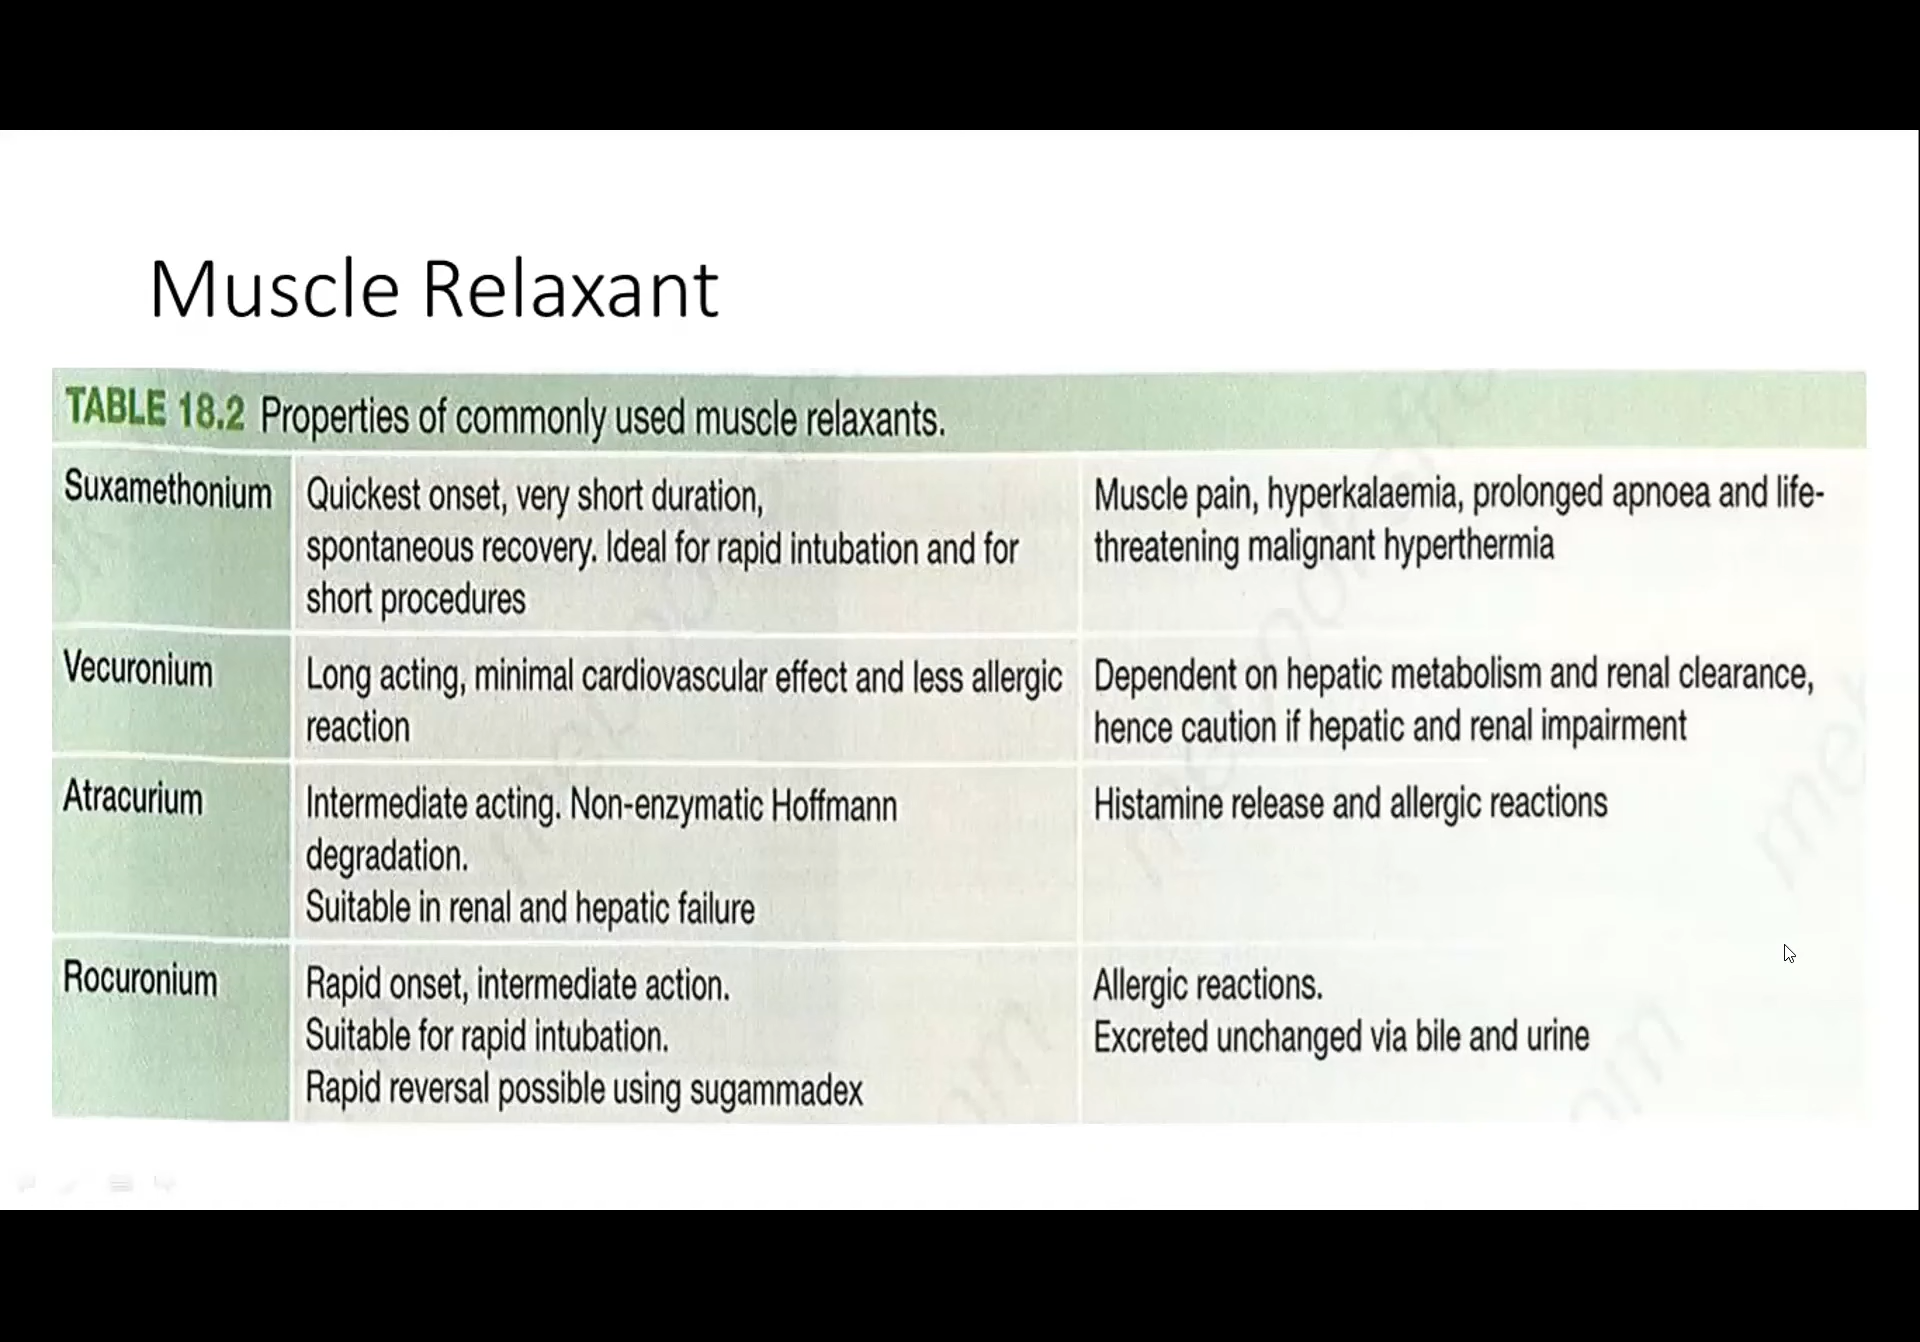 Muscle Relaxant
TABLE 18.2 Properties of commonly used muscle relaxants.
Suxamethonium
Quickest onset, very short duration,
spontaneous recovery. Ideal for rapid intubation and for
short procedures
Muscle pain, hyperkalaemia, prolonged apnoea and life-
threatening malignant hyperthermia
Vecuronium
Long acting, minimal cardiovascular effect and less allergic
reaction
Dependent on hepatic metabolism and renal clearance,
hence caution if hepatic and renal impairment
Atracurium
Intermediate acting. Non-enzymatic Hoffmann
degradation.
Suitable in renal and hepatic failure
Histamine release and allergic reactions
Rocuronium
Rapid onset, intermediate action.
Suitable for rapid intubation.
Rapid reversal possible using sugammadex
Allergic reactions.
Excreted unchanged via bile and urine